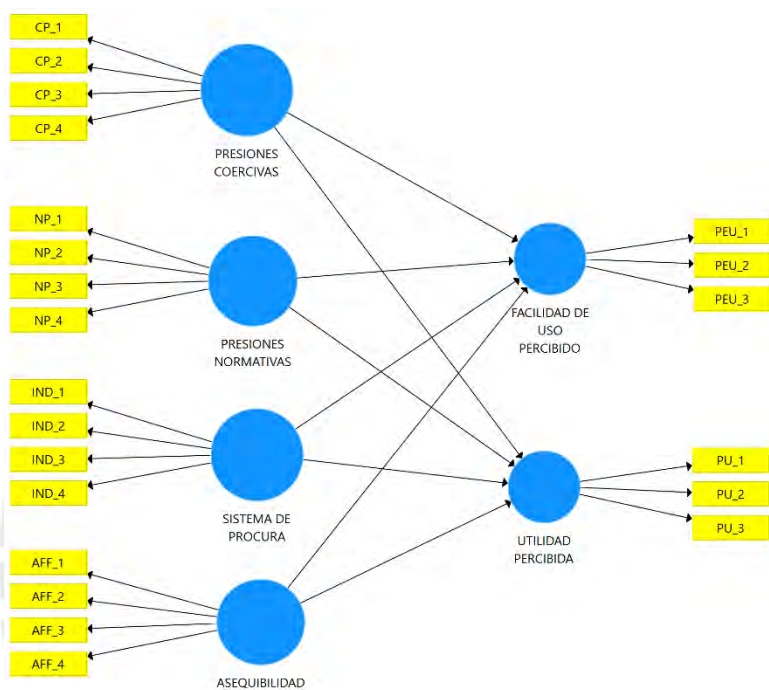 CP_1
CP_2
CP_3
CP_4
PRESIONES
COERCIVAS
NP_1
NP_2
NP_3
NP_4
PRESIONES
NORMATIVAS
IND_1
IND_2
IND_3
IND_4
SISTEMA DE
PROCURA
AFF_1
AFF_2
AFF_3
AFF_4
ASEQUIBILIDAD
FACILIDAD DE
USO
PERCIBIDO
PEU_1
PEU_2
PEU_3
UTILIDAD
PERCIBIDA
PU_1
PU_2
PU_3